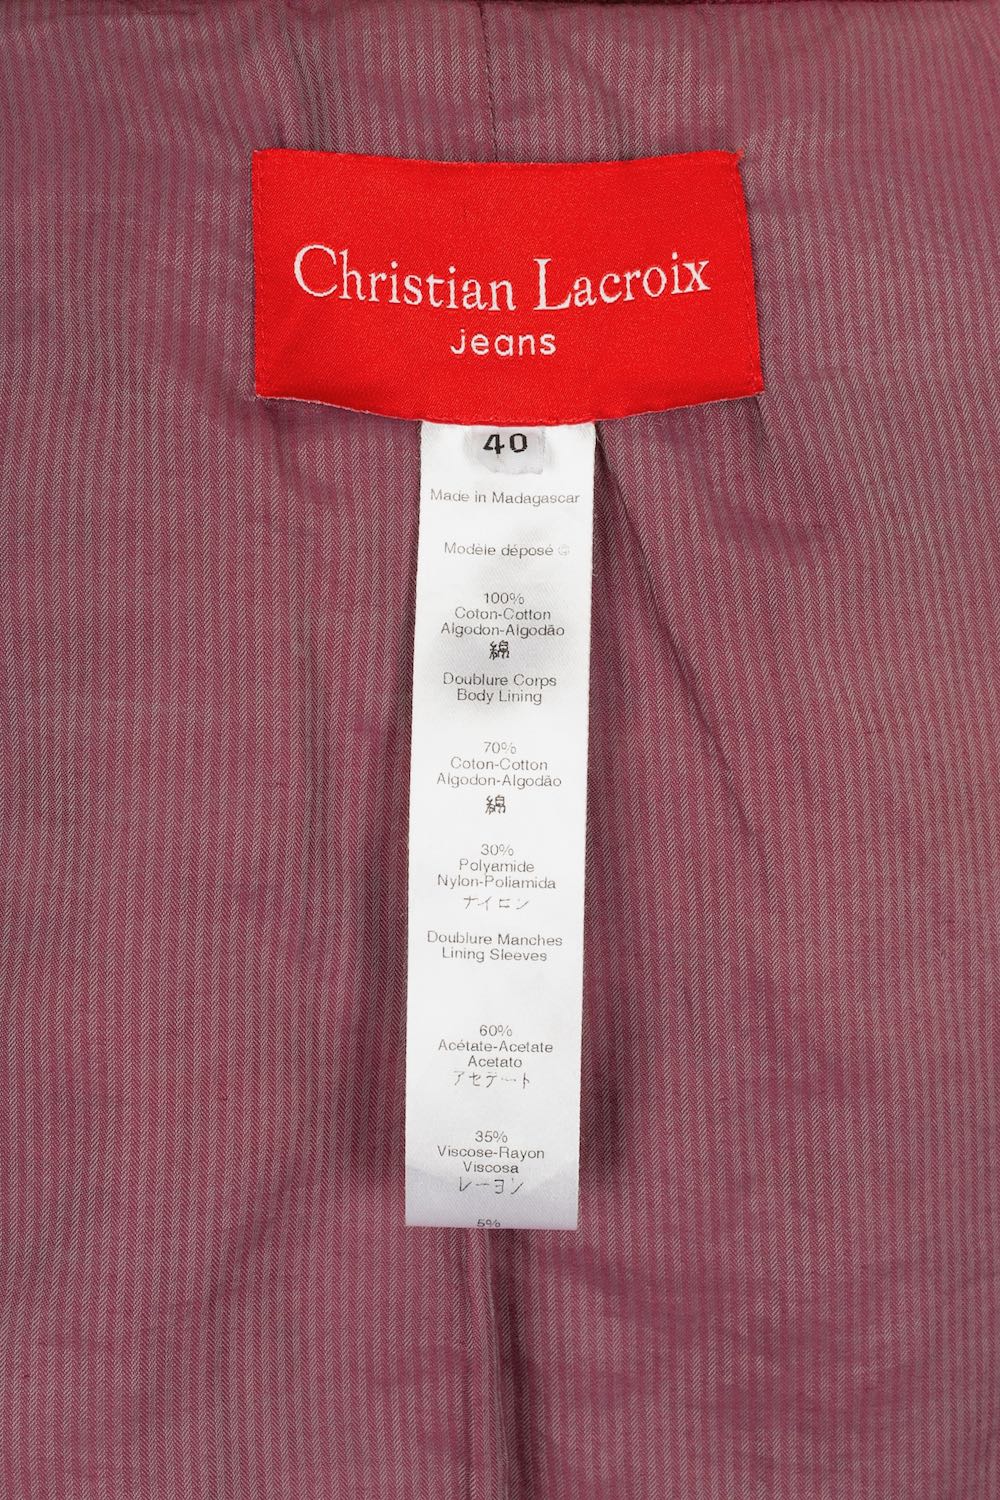 Christian Lacroix
Jeans
40
Made in Madagascar
Modèle déposé ©
100%
Coton-Cotton
Algodon-Algodão
綿
Doublure Corps
Body Lining
70%
Coton-Cotton
Algodon-Algodão
綿
30%
Polyamide
Nylon-Poliamida
ナイロン
Doublure Manches
Lining Sleeves
60%
Acétate-Acetate
Acetato
アセテート
35%
Viscose-Rayon
Viscosa
レーヨン
5%